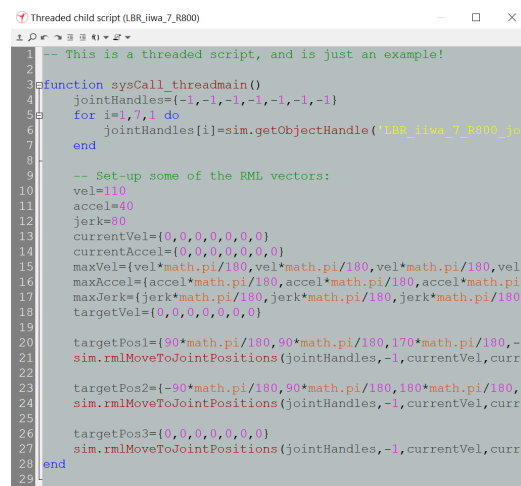 Threaded child script (LBR_iiwa_7_R800)
f()
1 -- This is a threaded script, and is just an example!
2
3 function sysCall_threadmain()
4 jointHandles={-1,-1,-1,-1,-1,-1,-1}
5 for i=1,7,1 do
6 jointHandles[i]=sim.getObjectHandle('LBR_iiwa_7_R800_jo
7 end
8
9 -- Set-up some of the RML vectors:
10 vel=110
11 accel=40
12 jerk=80
13 currentVel={0,0,0,0,0,0,0}
14 currentAccel={0,0,0,0,0,0,0}
15 maxVel={vel*math.pi/180,vel*math.pi/180,vel*math.pi/180,vel
16 maxAccel={accel*math.pi/180,accel*math.pi/180,accel*math.pi
17 maxJerk={jerk*math.pi/180,jerk*math.pi/180,jerk*math.pi/180
18 targetVel={0,0,0,0,0,0,0}
19
20 targetPos1={90*math.pi/180,90*math.pi/180,170*math.pi/180,-
21 sim.rmlMoveToJointPositions(jointHandles,-1,currentVel,curr
22
23 targetPos2={-90*math.pi/180,90*math.pi/180,180*math.pi/180,
24 sim.rmlMoveToJointPositions(jointHandles,-1,currentVel,curr
25
26 targetPos3={0,0,0,0,0,0,0}
27 sim.rmlMoveToJointPositions(jointHandles,-1,currentVel,curr
28 end
29